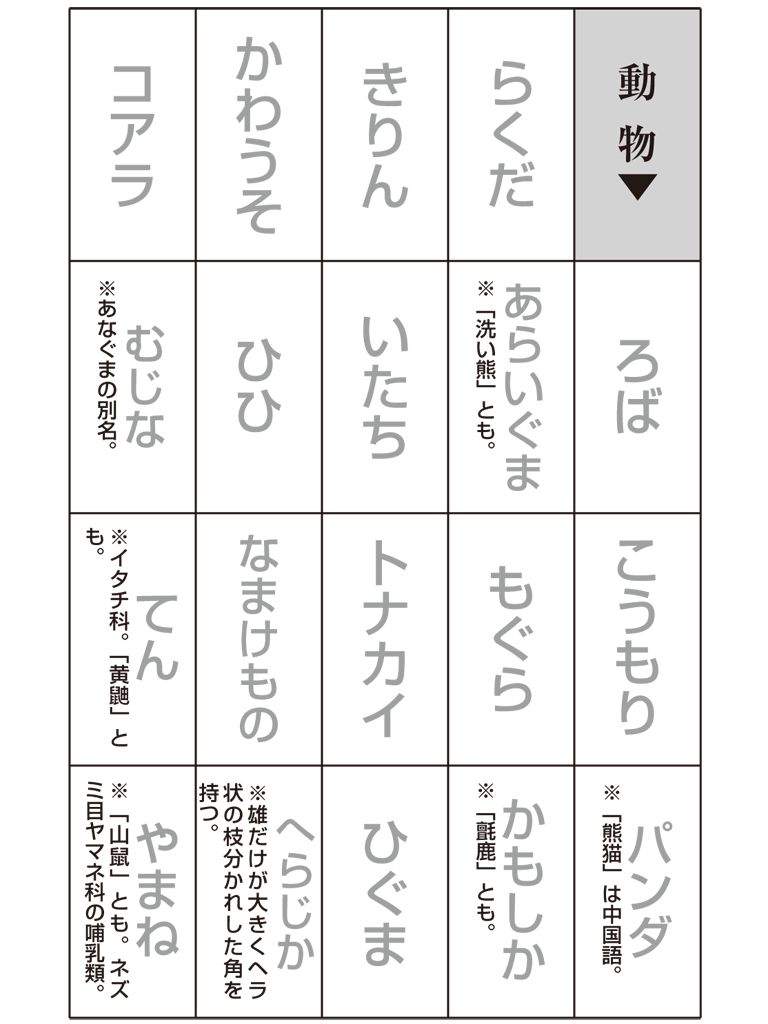 動物▼
ろば
こうもり
パンダ
※「熊猫」は中国語。
らくだ
あらいぐま
※「洗い熊」とも。
もぐら
かもしか
※「氈鹿」とも。
きりん
いたち
トナカイ
ひぐま
かわうそ
ひひ
なまけもの
へらじか
※雄だけが大きくヘラ
状の枝分かれした角を
持つ。
コアラ
むじな
※あなぐまの別名。
てん
※イタチ科。「黄鼬」と
も。
やまね
※「山鼠」とも。ネズ
ミ目ヤマネ科の哺乳類。